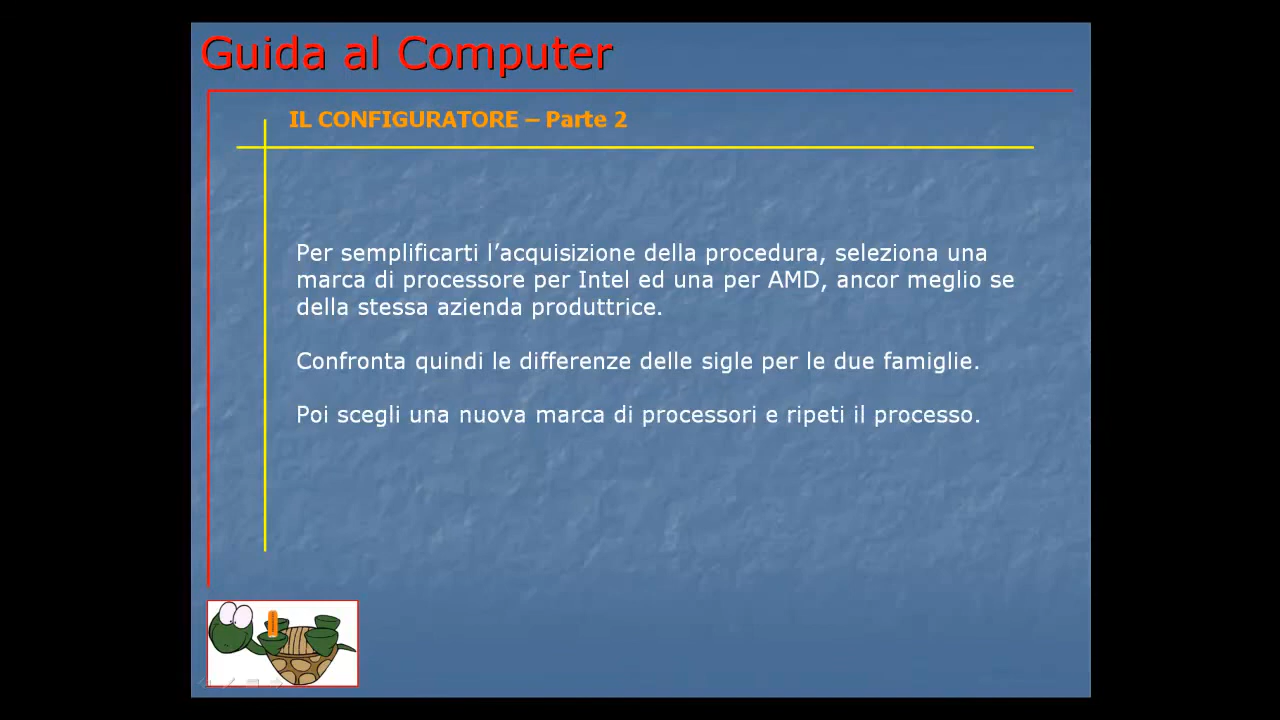 Guida al Computer
IL CONFIGURATORE – Parte 2
Per semplificarti l’acquisizione della procedura, seleziona una
marca di processore per Intel ed una per AMD, ancor meglio se
della stessa azienda produttrice.
Confronta quindi le differenze delle sigle per le due famiglie.
Poi scegli una nuova marca di processori e ripeti il processo.